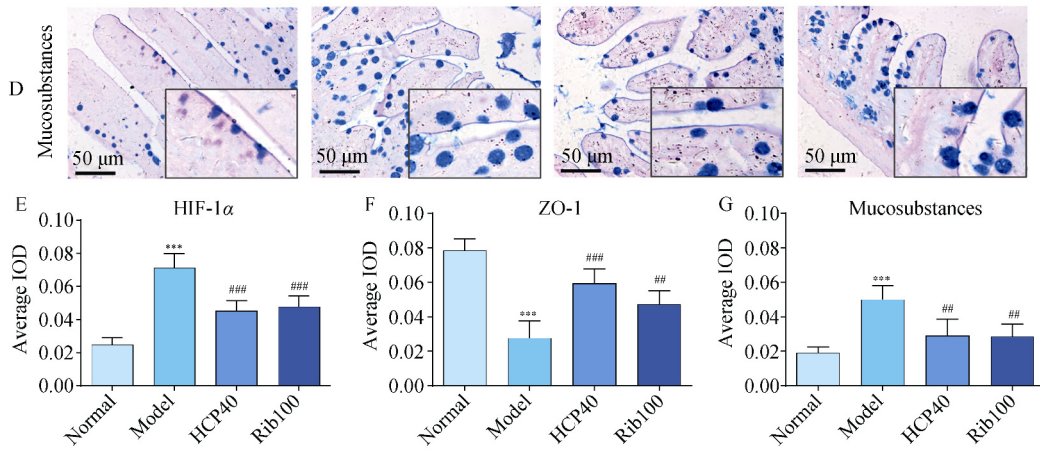 D
Mucosubstances
50 μm
50 μm
50 μm
50 μm
E
HIF-1α
Average IOD
0.10
0.08
0.06
0.04
0.02
0.00
***
###
###
Normal
Model
HCP40
Rib100
F
ZO-1
Average IOD
0.10
0.08
0.06
0.04
0.02
0.00
***
###
##
Normal
Model
HCP40
Rib100
G
Mucosubstances
Average IOD
0.10
0.08
0.06
0.04
0.02
0.00
***
##
##
Normal
Model
HCP40
Rib100